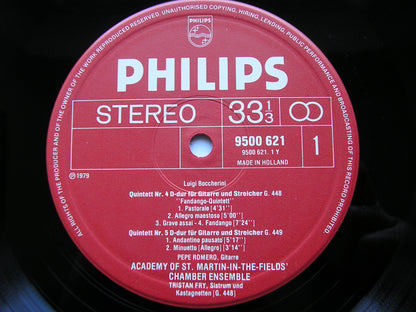 ALL RIGHTS OF THE PRODUCER AND OF THE OWNER OF THE WORK REPRODUCED RESERVED UNAUTHORISED COPYING, HIRING, LENDING, PUBLIC PERFORMANCE AND BROADCASTING OF THIS RECORD PROHIBITED
PHILIPS
PHILIPS
STEREO 33 1/3
9500 621
9500 621. 1 Y
MADE IN HOLLAND
1
℗1979
Luigi Boccherini
Quintett Nr. 4 D-dur für Gitarre und Streicher G. 448
"Fandango-Quintett"
1. Pastorale [4'31"]
2. Allegro maestoso [5'00"]
3. Grave assai - 4. Fandango [7'24"]
Quintett Nr. 5 D-dur für Gitarre und Streicher G. 449
1. Andantino pausato [5'17"]
2. Minuetto [Allegro] [3'14"]
PEPE ROMERO, Gitarre
ACADEMY OF ST. MARTIN-IN-THE-FIELDS'
CHAMBER ENSEMBLE
TRISTAN FRY, Sistrum und
Kastagnetten [G. 448]